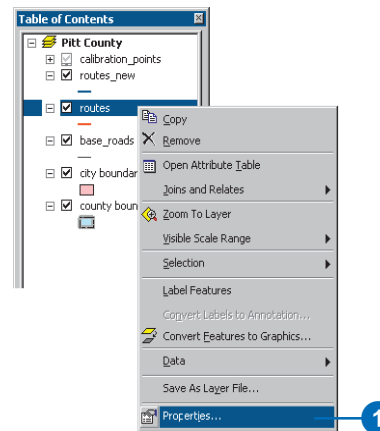 Table of Contents
Pitt County
calibration_points
routes_new
routes
base_roads
city boundar
county boun
Copy
Remove
Open Attribute Table
Joins and Relates
Zoom To Layer
Visible Scale Range
Selection
Label Features
Convert Labels to Annotation...
Convert Features to Graphics...
Data
Save As Layer File...
Properties...
1